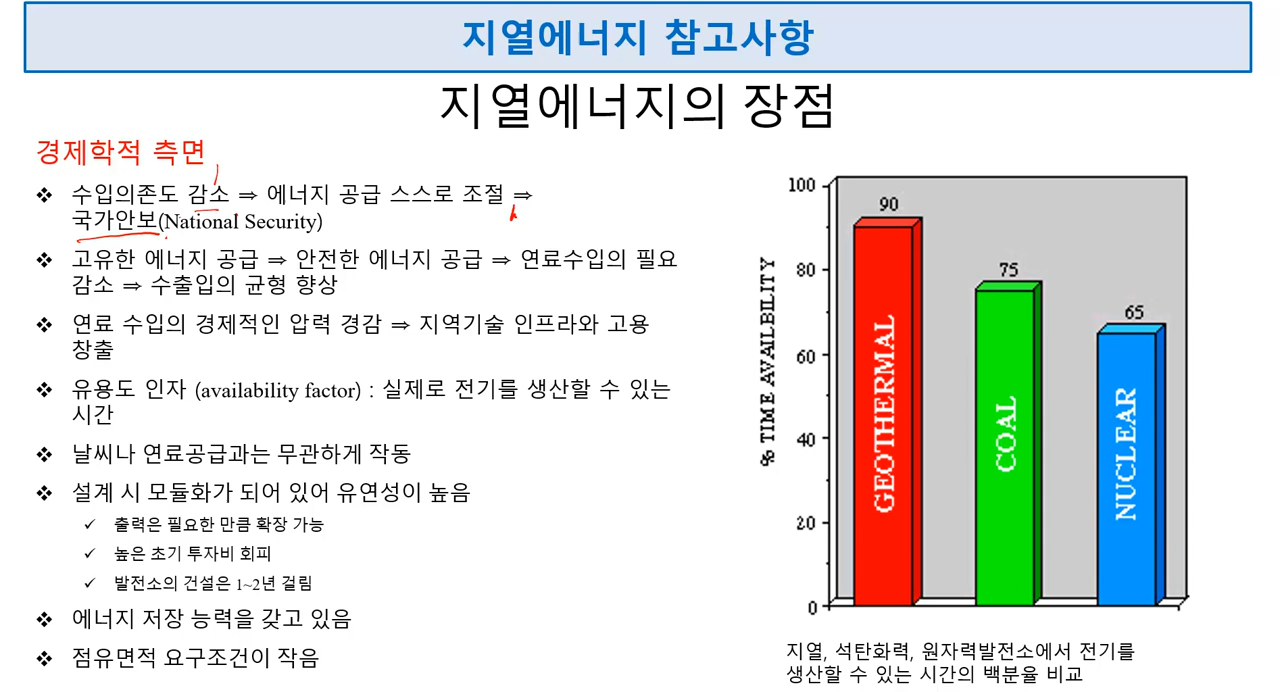 지열에너지 참고사항
지열에너지의 장점
경제학적 측면
❖ 수입의존도 감소 ⇒ 에너지 공급 스스로 조절 ⇒
국가안보(National Security)
❖ 고유한 에너지 공급 ⇒ 안전한 에너지 공급 ⇒ 연료수입의 필요
감소 ⇒ 수출입의 균형 향상
❖ 연료 수입의 경제적인 압력 경감 ⇒ 지역기술 인프라와 고용
창출
❖ 유용도 인자 (availability factor) : 실제로 전기를 생산할 수 있는
시간
❖ 날씨나 연료공급과는 무관하게 작동
❖ 설계 시 모듈화가 되어 있어 유연성이 높음
✓ 출력은 필요한 만큼 확장 가능
✓ 높은 초기 투자비 회피
✓ 발전소의 건설은 1~2년 걸림
❖ 에너지 저장 능력을 갖고 있음
❖ 점유면적 요구조건이 작음
% TIME AVAILBILITY
100
80
60
40
20
0
90
75
65
GEOTHERMAL
COAL
NUCLEAR
지열, 석탄화력, 원자력발전소에서 전기를
생산할 수 있는 시간의 백분율 비교